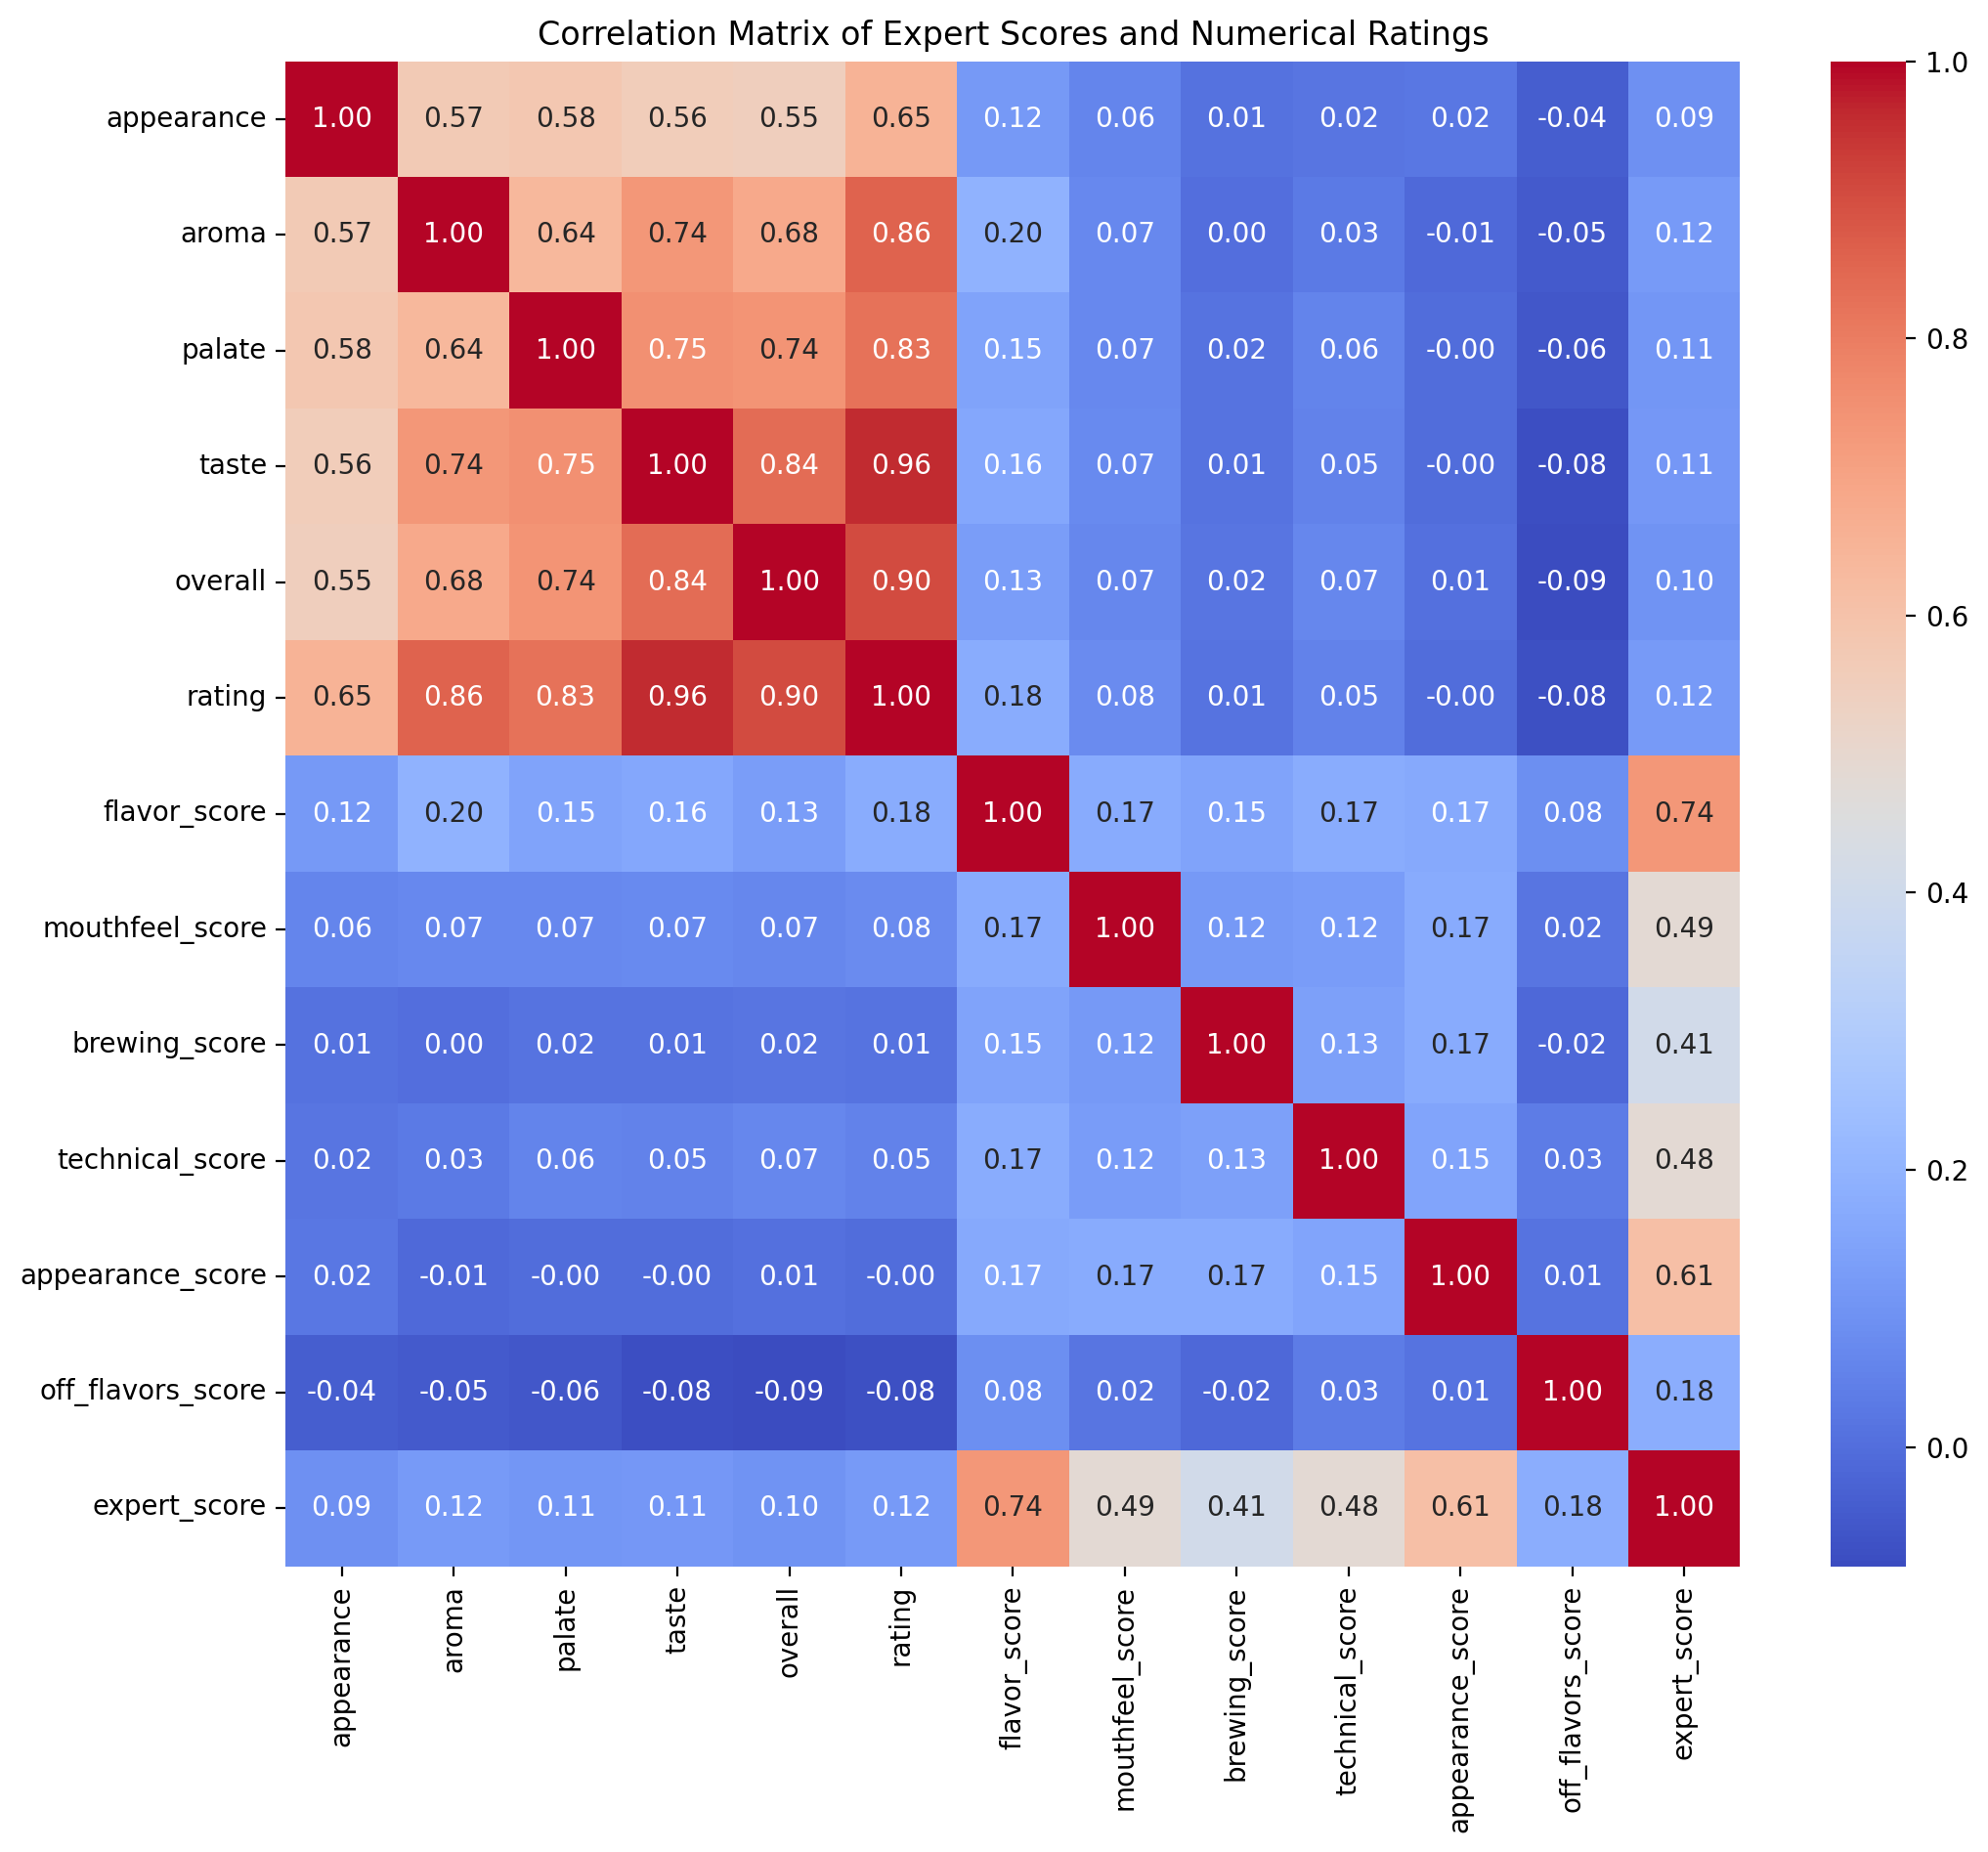 Correlation Matrix of Expert Scores and Numerical Ratings
appearance 1.00 0.57 0.58 0.56 0.55 0.65 0.12 0.06 0.01 0.02 0.02 -0.04 0.09
aroma 0.57 1.00 0.64 0.74 0.68 0.86 0.20 0.07 0.00 0.03 -0.01 -0.05 0.12
palate 0.58 0.64 1.00 0.75 0.74 0.83 0.15 0.07 0.02 0.06 -0.00 -0.06 0.11
taste 0.56 0.74 0.75 1.00 0.84 0.96 0.16 0.07 0.01 0.05 -0.00 -0.08 0.11
overall 0.55 0.68 0.74 0.84 1.00 0.90 0.13 0.07 0.02 0.07 0.01 -0.09 0.10
rating 0.65 0.86 0.83 0.96 0.90 1.00 0.18 0.08 0.01 0.05 -0.00 -0.08 0.12
flavor_score 0.12 0.20 0.15 0.16 0.13 0.18 1.00 0.17 0.15 0.17 0.17 0.08 0.74
mouthfeel_score 0.06 0.07 0.07 0.07 0.07 0.08 0.17 1.00 0.12 0.12 0.17 0.02 0.49
brewing_score 0.01 0.00 0.02 0.01 0.02 0.01 0.15 0.12 1.00 0.13 0.17 -0.02 0.41
technical_score 0.02 0.03 0.06 0.05 0.07 0.05 0.17 0.12 0.13 1.00 0.15 0.03 0.48
appearance_score 0.02 -0.01 -0.00 -0.00 0.01 -0.00 0.17 0.17 0.17 0.15 1.00 0.01 0.61
off_flavors_score -0.04 -0.05 -0.06 -0.08 -0.09 -0.08 0.08 0.02 -0.02 0.03 0.01 1.00 0.18
expert_score 0.09 0.12 0.11 0.11 0.10 0.12 0.74 0.49 0.41 0.48 0.61 0.18 1.00
appearance
aroma
palate
taste
overall
rating
flavor_score
mouthfeel_score
brewing_score
technical_score
appearance_score
off_flavors_score
expert_score
1.0
0.8
0.6
0.4
0.2
0.0